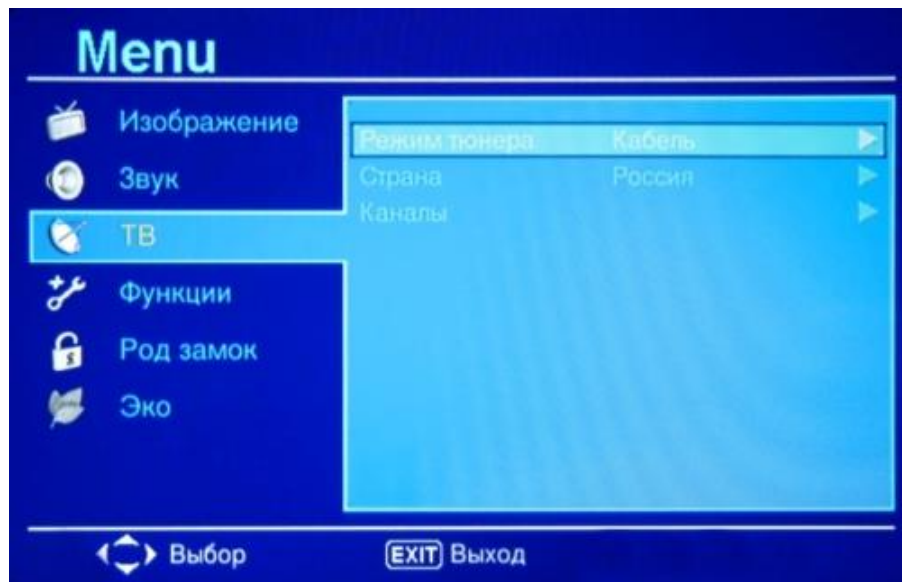 Menu
Изображение
Звук
ТВ
Функции
Род замок
Эко
Режим тюнера Кабель
Страна Россия
Каналы
Выбор
EXIT Выход